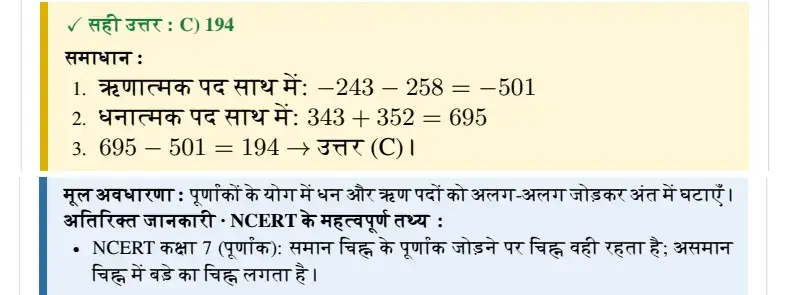 ✓ सही उत्तर : C) 194
समाधान :
1. ऋणात्मक पद साथ में: −243 − 258 = −501
2. धनात्मक पद साथ में: 343 + 352 = 695
3. 695 − 501 = 194 → उत्तर (C)।
मूल अवधारणा : पूर्णांकों के योग में धन और ऋण पदों को अलग-अलग जोड़कर अंत में घटाएँ।
अतिरिक्त जानकारी · NCERT के महत्वपूर्ण तथ्य :
• NCERT कक्षा 7 (पूर्णांक): समान चिह्न के पूर्णांक जोड़ने पर चिह्न वही रहता है; असमान
चिह्न में बड़े का चिह्न लगता है।